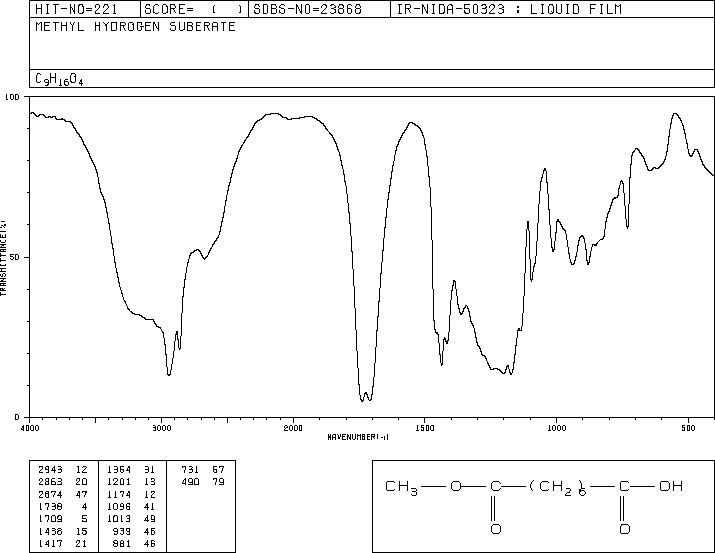 HIT-NO=221 SCORE= ( ) SDBS-NO=23868 IR-NIDA-50323 : LIQUID FILM
METHYL HYDROGEN SUBERATE
C9H16O4
100
50
0
TRANSMITTANCE(%)
4000 3000 2000 1500 1000 500
WAVENUMBER(-1)
2943 12 1364 31 731 67
2863 20 1201 13 490 79
2674 47 1174 12
1738 4 1096 41
1709 5 1013 49
1438 15 939 46
1417 21 881 46
CH3 O C (CH2)6 C OH
O O